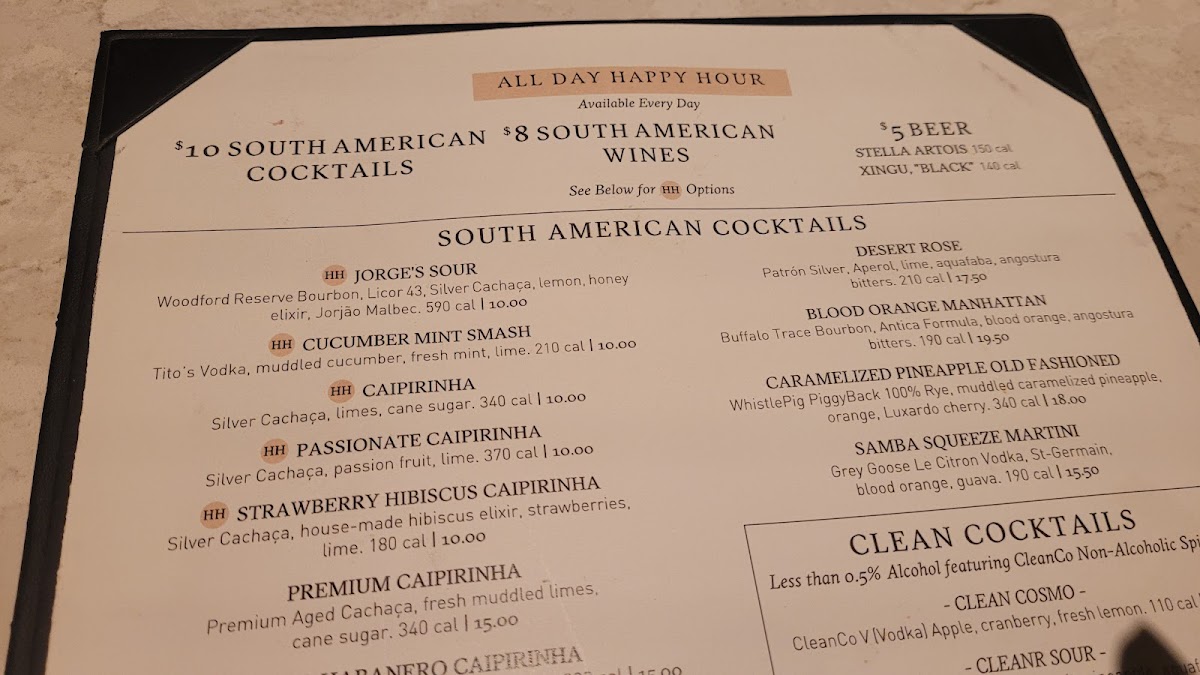 ALL DAY HAPPY HOUR
Available Every Day
$10 SOUTH AMERICAN
COCKTAILS
$8 SOUTH AMERICAN
WINES
$5 BEER
STELLA ARTOIS 150 cal
XINGU, "BLACK" 140 cal
See Below for HH Options
SOUTH AMERICAN COCKTAILS
HH JORGE'S SOUR
Woodford Reserve Bourbon, Licor 43, Silver Cachaça, lemon, honey
elixir, Jorjão Malbec. 590 cal | 10.00
HH CUCUMBER MINT SMASH
Tito's Vodka, muddled cucumber, fresh mint, lime. 210 cal | 10.00
HH CAIPIRINHA
Silver Cachaça, limes, cane sugar. 340 cal | 10.00
HH PASSIONATE CAIPIRINHA
Silver Cachaça, passion fruit, lime. 370 cal | 10.00
HH STRAWBERRY HIBISCUS CAIPIRINHA
Silver Cachaça, house-made hibiscus elixir, strawberries,
lime. 180 cal | 10.00
PREMIUM CAIPIRINHA
Premium Aged Cachaça, fresh muddled limes,
cane sugar. 340 cal | 15.00
HABANERO CAIPIRINHA
cal | 15.00
DESERT ROSE
Patrón Silver, Aperol, lime, aquafaba, angostura
bitters. 210 cal | 17.50
BLOOD ORANGE MANHATTAN
Buffalo Trace Bourbon, Antica Formula, blood orange, angostura
bitters. 190 cal | 19.50
CARAMELIZED PINEAPPLE OLD FASHIONED
WhistlePig PiggyBack 100% Rye, muddled caramelized pineapple,
orange, Luxardo cherry. 340 cal | 18.00
SAMBA SQUEEZE MARTINI
Grey Goose Le Citron Vodka, St-Germain,
blood orange, guava. 190 cal | 15.50
CLEAN COCKTAILS
Less than 0.5% Alcohol featuring CleanCo Non-Alcoholic Spi
- CLEAN COSMO -
CleanCo V (Vodka) Apple, cranberry, fresh lemon. 110 cal
- CLEANR SOUR -